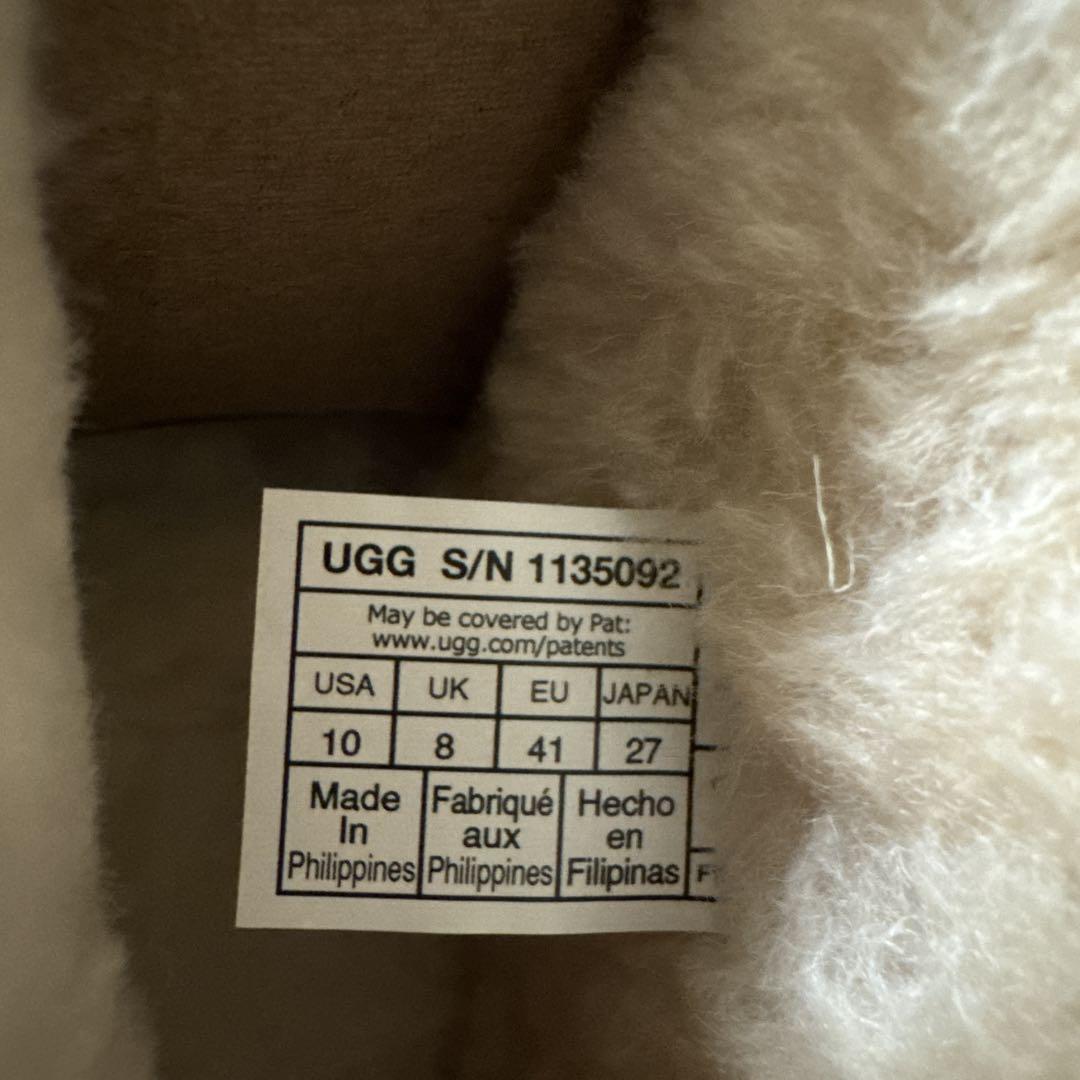 UGG S/N 1135092
May be covered by Pat:
www.ugg.com/patents
USA UK EU JAPAN
10 8 41 27
Made In Philippines
Fabriqué aux Philippines
Hecho en Filipinas